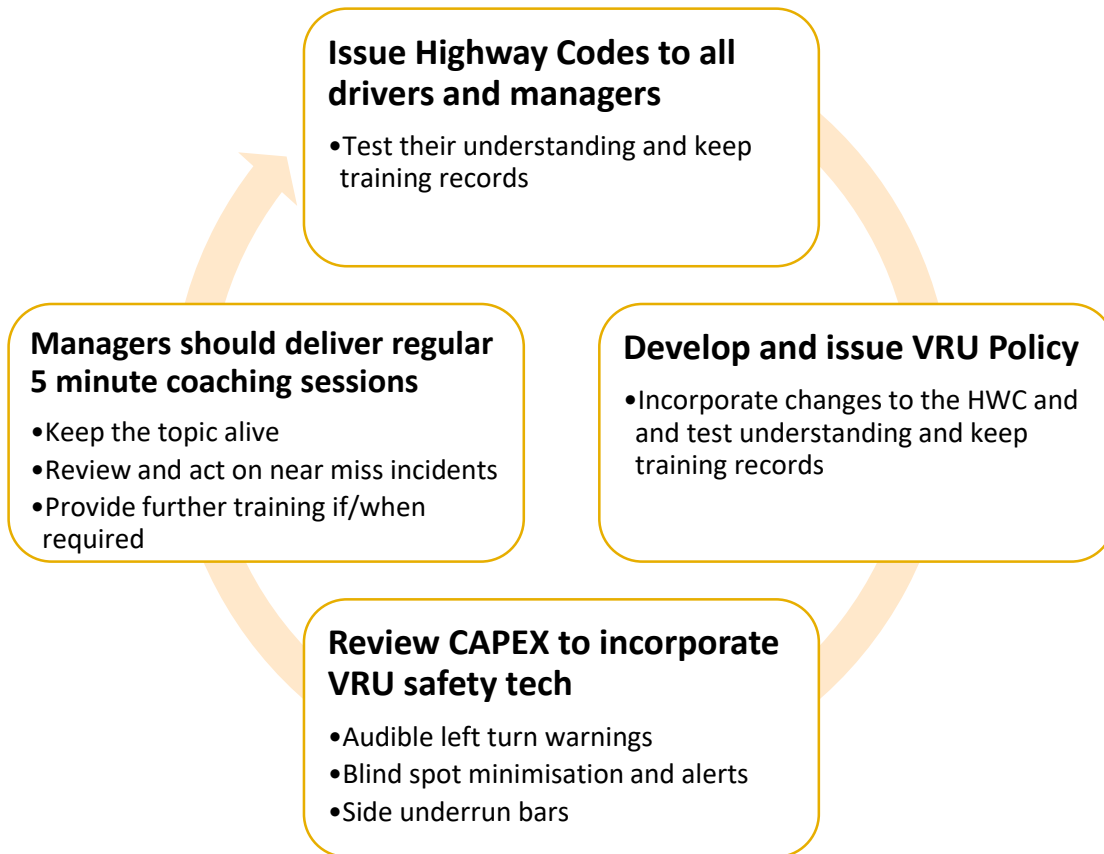 Issue Highway Codes to all
drivers and managers
•Test their understanding and keep
training records
Develop and issue VRU Policy
•Incorporate changes to the HWC and
and test understanding and keep
training records
Review CAPEX to incorporate
VRU safety tech
•Audible left turn warnings
•Blind spot minimisation and alerts
•Side underrun bars
Managers should deliver regular
5 minute coaching sessions
•Keep the topic alive
•Review and act on near miss incidents
•Provide further training if/when
required